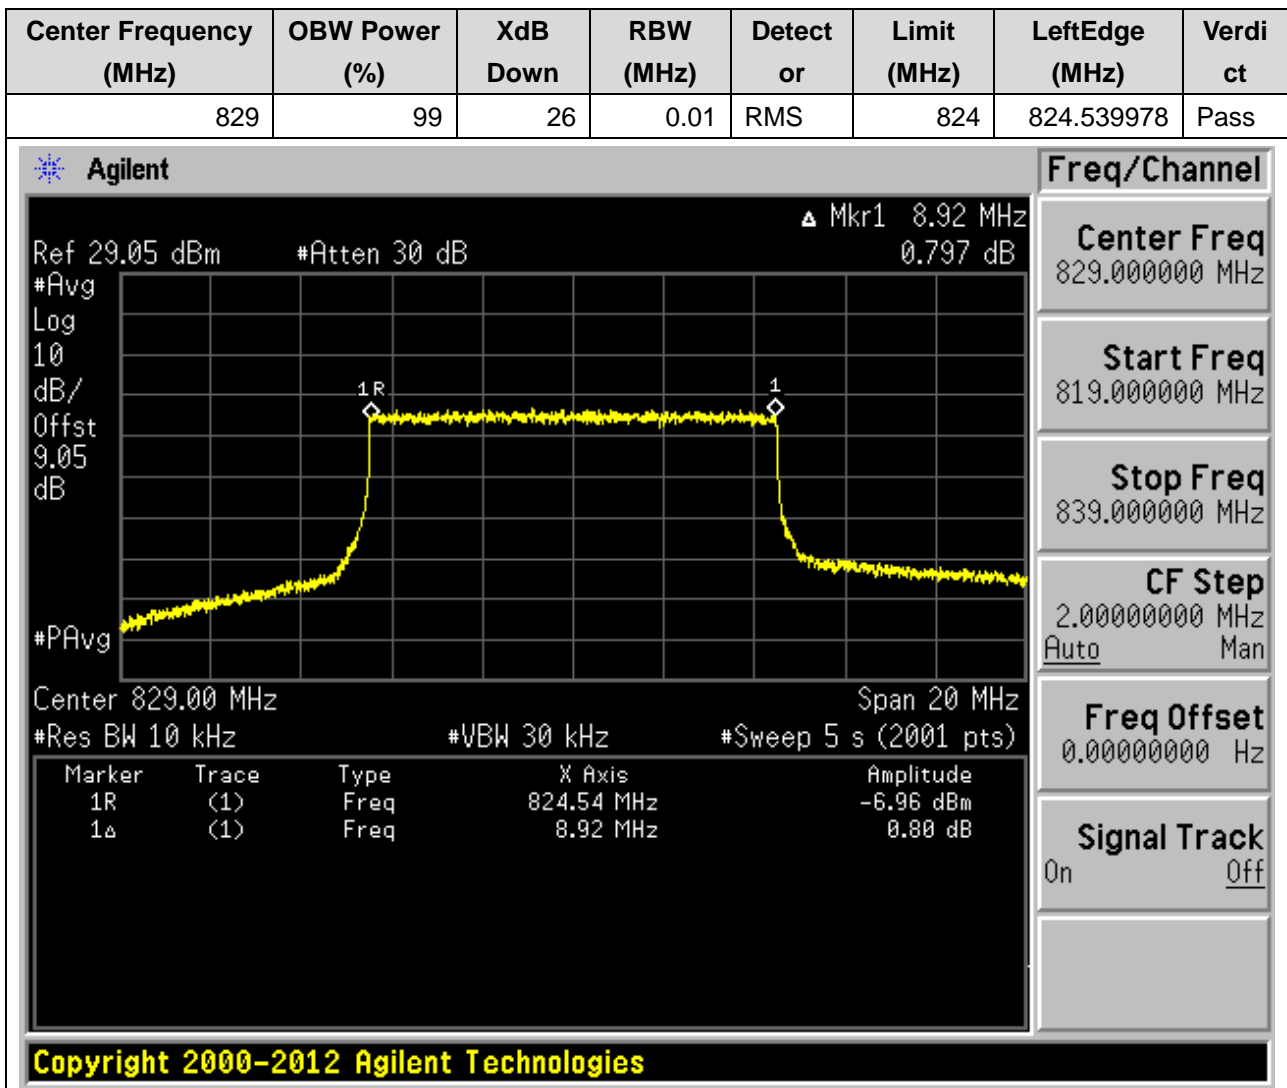 Center Frequency (MHz) OBW Power (%) XdB Down RBW (MHz) Detect or Limit (MHz) LeftEdge (MHz) Verdi ct
829 99 26 0.01 RMS 824 824.539978 Pass
Agilent
Freq/Channel
Δ Mkr1 8.92 MHz
Ref 29.05 dBm #Atten 30 dB 0.797 dB
#Avg
Log
10
dB/
Offst
9.05
dB
#PAvg
1R
1
Center 829.00 MHz Span 20 MHz
#Res BW 10 kHz #VBW 30 kHz #Sweep 5 s (2001 pts)
Marker Trace Type X Axis Amplitude
1R (1) Freq 824.54 MHz -6.96 dBm
1Δ (1) Freq 8.92 MHz 0.80 dB
Center Freq
829.000000 MHz
Start Freq
819.000000 MHz
Stop Freq
839.000000 MHz
CF Step
2.00000000 MHz
Auto Man
Freq Offset
0.00000000 Hz
Signal Track
On Off
Copyright 2000-2012 Agilent Technologies